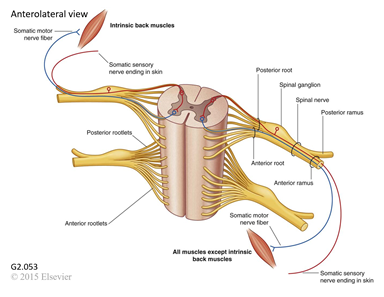 Anterolateral view
Intrinsic back muscles
Somatic motor
nerve fiber
Somatic sensory
nerve ending in skin
Posterior root
Spinal ganglion
Spinal nerve
Posterior ramus
Posterior rootlets
Anterior root
Anterior ramus
Somatic motor
nerve fiber
Anterior rootlets
All muscles except intrinsic
back muscles
Somatic sensory
nerve ending in skin
G2.053
© 2015 Elsevier